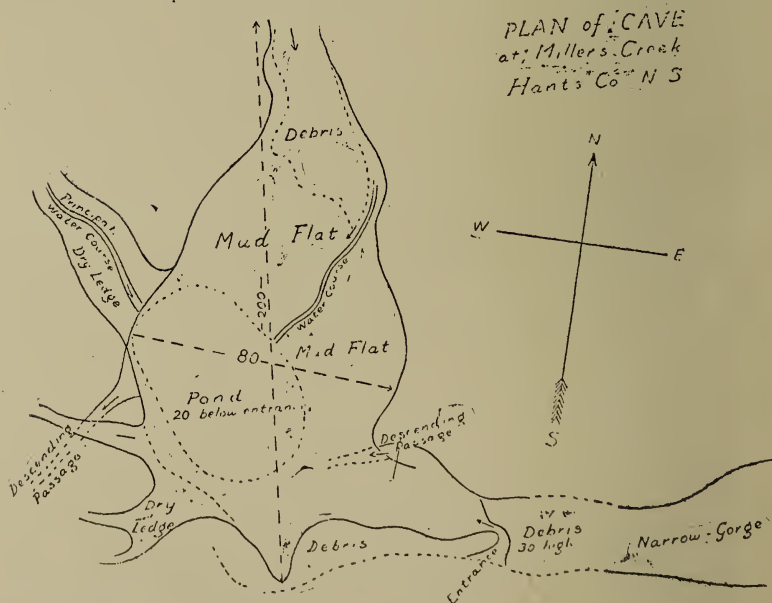 PLAN of CAVE
at Millers Creek
Hants Co N S
N
W
E
S
Debris
Principal
Water Course
Dry Ledge
Mud Flat
200
Water Course
80
Mud Flat
Pond
20 below entran
Descending
Passage
Descending
Passage
Dry
Ledge
Debris
Entrance
Debris
30 high
Narrow Gorge